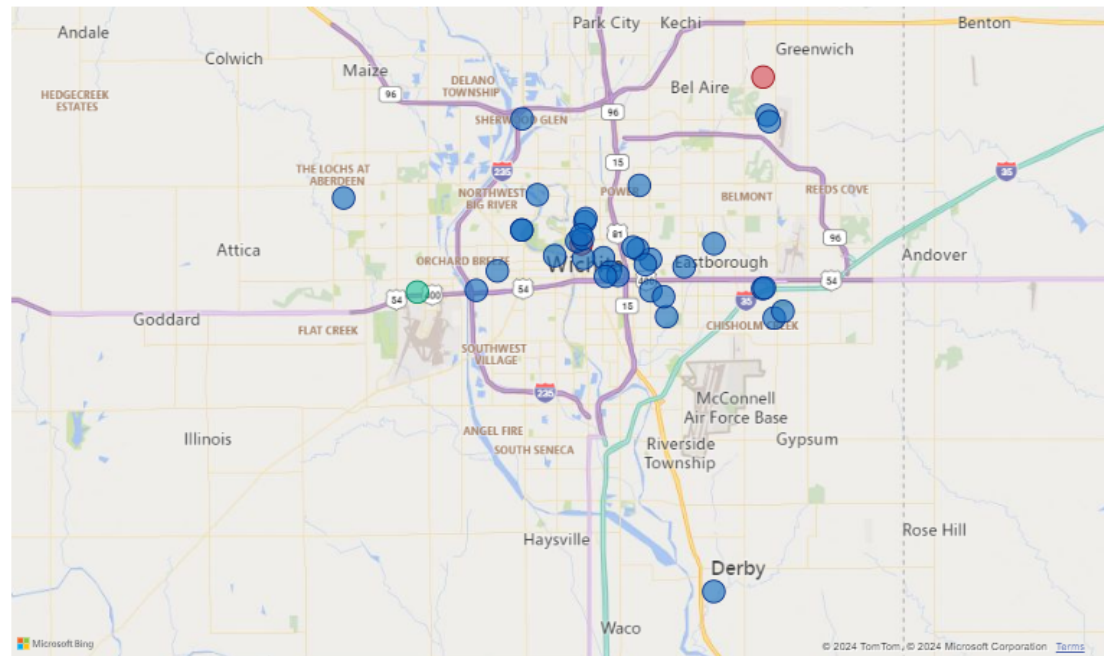 Park City
Kechi
Benton
Andale
Greenwich
Colwich
Maize
DELANO
TOWNSHIP
Bel Aire
HEDGECREEK
ESTATES
96
96
SHERWOOD GLEN
15
235
35
THE LOCHS AT
ABERDEEN
NORTHWEST
BIG RIVER
POWER
BELMONT
REEDS COVE
81
96
Attica
ORCHARD BREEZE
Eastborough
Andover
54
400
54
54
35
15
Goddard
FLAT CREEK
CHISHOLM CREEK
SOUTHWEST
VILLAGE
235
McConnell
Air Force Base
ANGEL FIRE
Illinois
Riverside
Township
Gypsum
SOUTH SENECA
Haysville
Rose Hill
Derby
Waco
Microsoft Bing
© 2024 TomTom, © 2024 Microsoft Corporation Terms